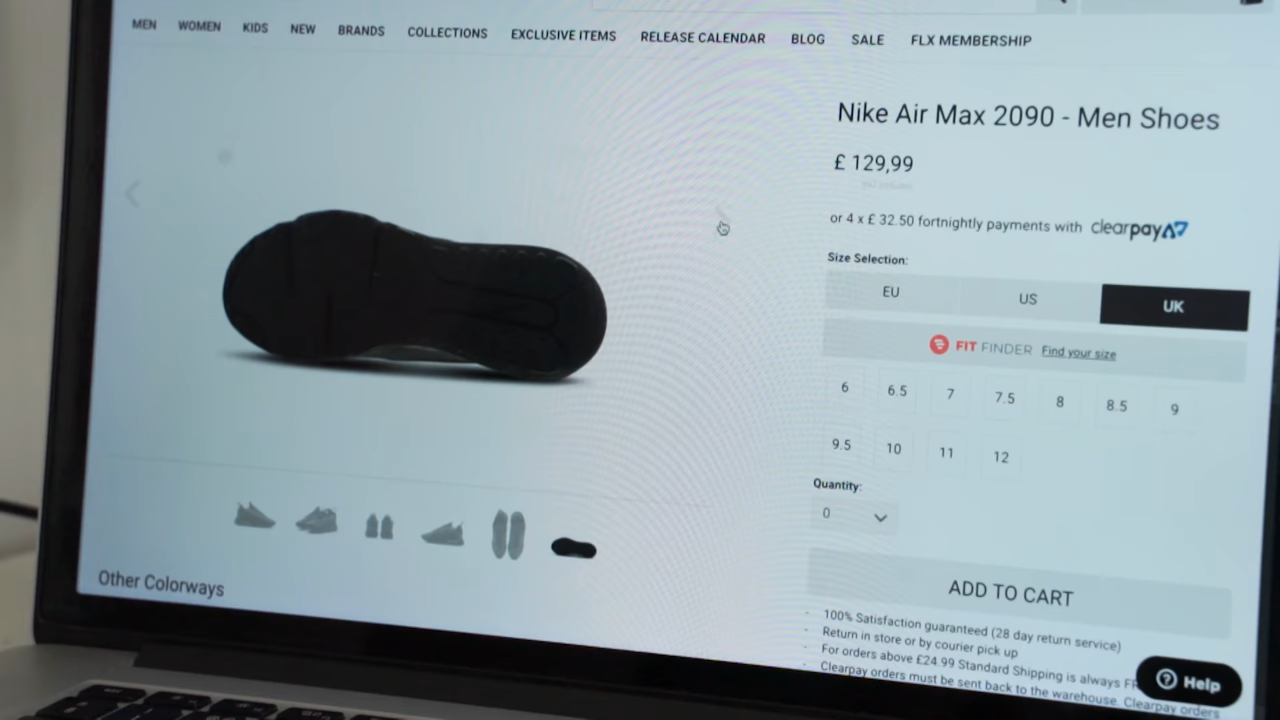 MEN WOMEN KIDS NEW BRANDS COLLECTIONS EXCLUSIVE ITEMS RELEASE CALENDAR BLOG SALE FLX MEMBERSHIP
Nike Air Max 2090 - Men Shoes
£ 129,99
or 4 x £ 32.50 fortnightly payments with clearpay
Size Selection:
EU US UK
FIT FINDER Find your size
6 6.5 7 7.5 8 8.5 9
9.5 10 11 12
Quantity:
0
ADD TO CART
- 100% Satisfaction guaranteed (28 day return service)
- Return in store or by courier pick up
- For orders above £24.99 Standard Shipping is always
- Clearpay orders must be sent back to the warehouse. Clearpay orders
Help
Other Colorways